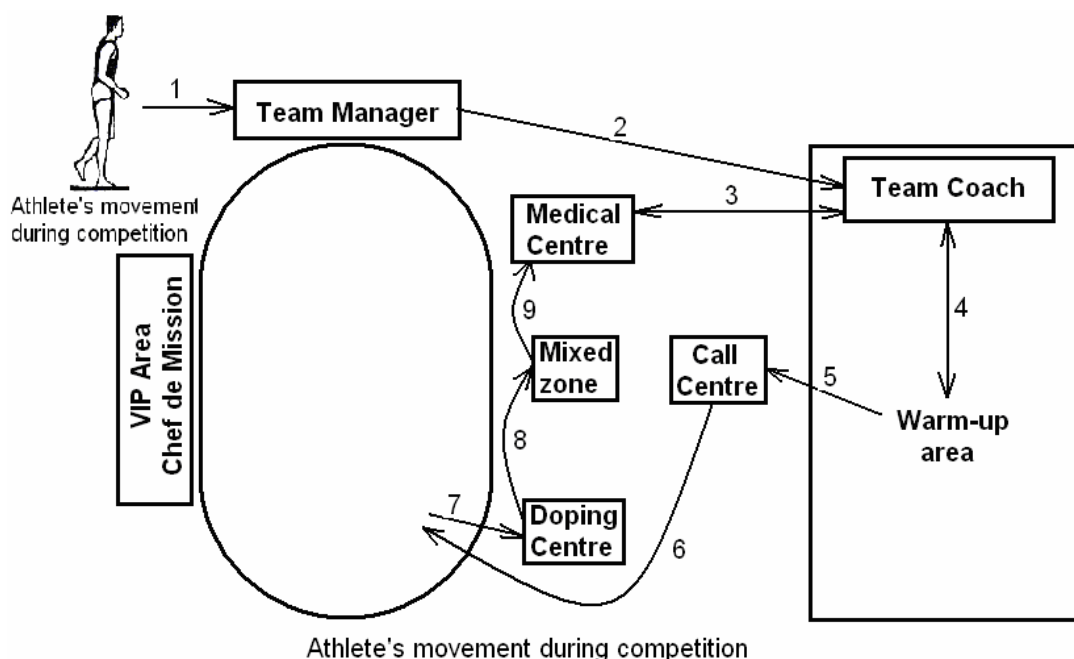 1
Team Manager
2
Team Coach
Athlete's movement
during competition
Medical
Centre
3
4
VIP Area
Chef de Mission
9
Mixed
zone
Call
Centre
5
Warm-up
area
8
7
Doping
Centre
6
Athlete's movement during competition